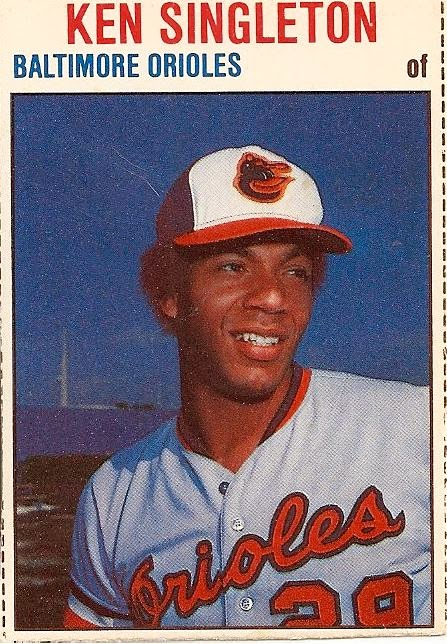 KEN SINGLETON
BALTIMORE ORIOLES of
Orioles
29